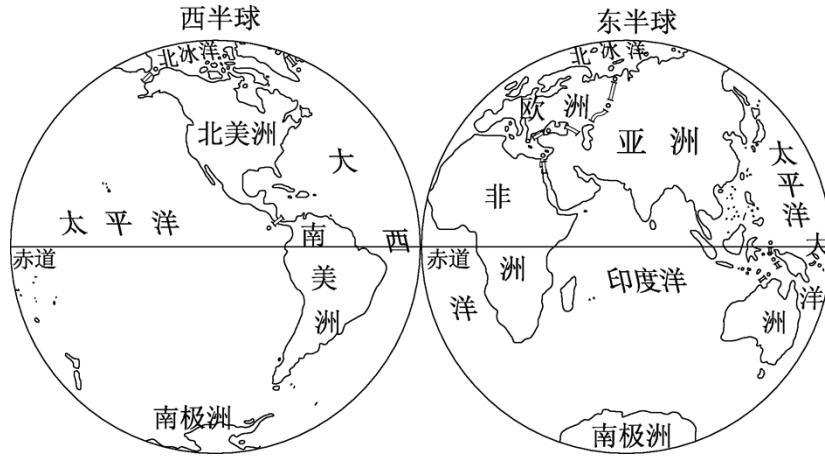 西半球
东半球
北冰洋
北美洲
大
西
洋
太平洋
赤道
南美洲
南极洲
北冰洋
欧洲
亚洲
太平洋
非洲
赤道
印度洋
大洋洲
南极洲